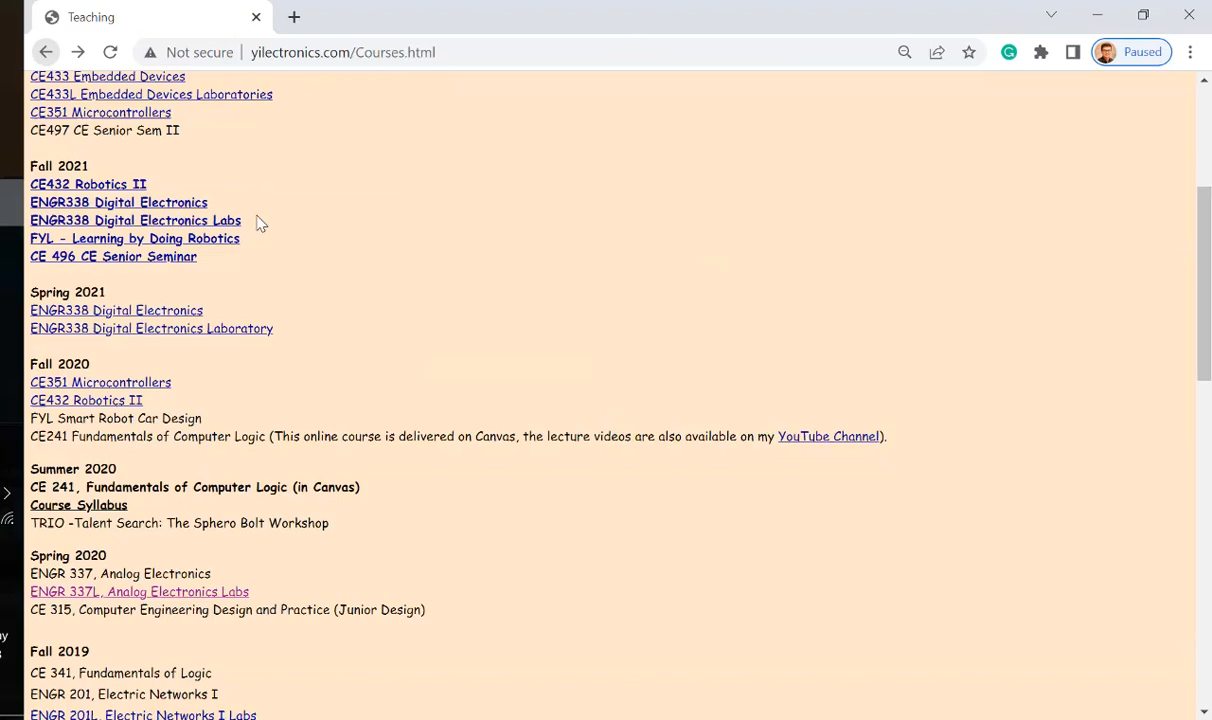 Teaching
Not secure
yilectronics.com/Courses.html
Paused
CE433 Embedded Devices
CE433L Embedded Devices Laboratories
CE351 Microcontrollers
CE497 CE Senior Sem II
Fall 2021
CE432 Robotics II
ENGR338 Digital Electronics
ENGR338 Digital Electronics Labs
FYL - Learning by Doing Robotics
CE 496 CE Senior Seminar
Spring 2021
ENGR338 Digital Electronics
ENGR338 Digital Electronics Laboratory
Fall 2020
CE351 Microcontrollers
CE432 Robotics II
FYL Smart Robot Car Design
CE241 Fundamentals of Computer Logic (This online course is delivered on Canvas, the lecture videos are also available on my YouTube Channel).
Summer 2020
CE 241, Fundamentals of Computer Logic (in Canvas)
Course Syllabus
TRIO -Talent Search: The Sphero Bolt Workshop
Spring 2020
ENGR 337, Analog Electronics
ENGR 337L, Analog Electronics Labs
CE 315, Computer Engineering Design and Practice (Junior Design)
Fall 2019
CE 341, Fundamentals of Logic
ENGR 201, Electric Networks I
ENGR 201L, Electric Networks I Labs